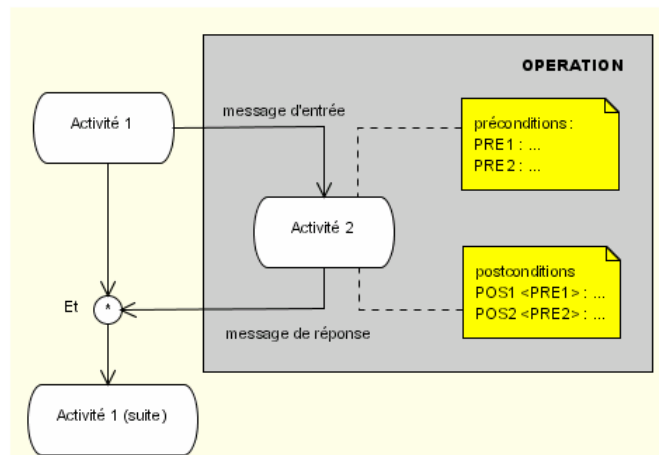 OPERATION
message d'entrée
Activité 1
préconditions :
PRE1 : ...
PRE2 : ...
Activité 2
postconditions
POS1 <PRE1> : ...
POS2 <PRE2> : ...
Et
*
message de réponse
Activité 1 (suite)